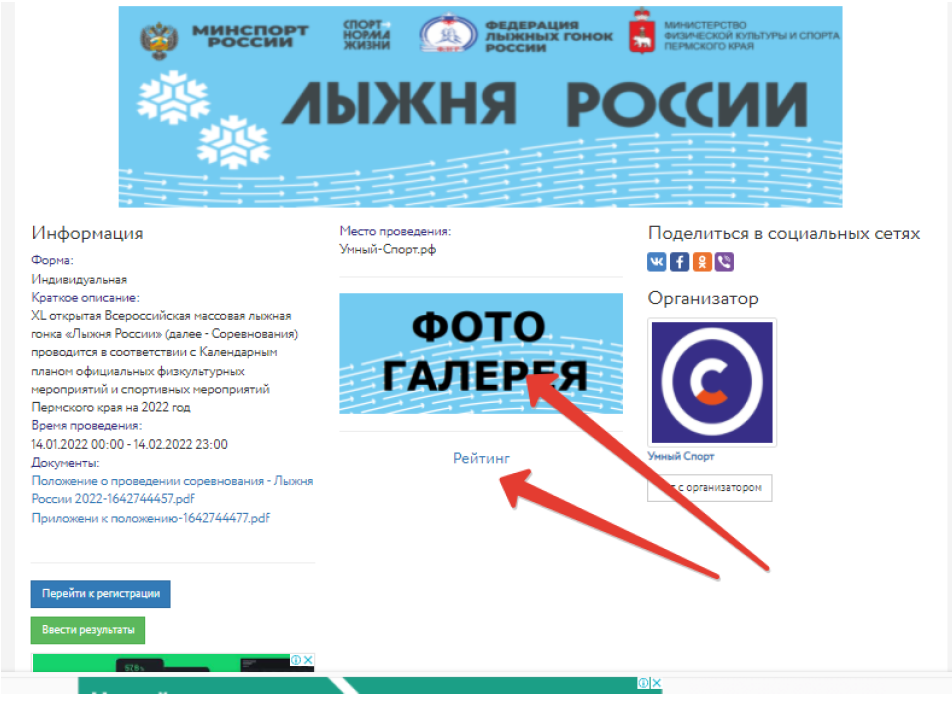 МИНСПОРТ
РОССИИ
СПОРТ-
НОРМА
ЖИЗНИ
ФЕДЕРАЦИЯ
ЛЫЖНЫХ ГОНОК
РОССИИ
МИНИСТЕРСТВО
ФИЗИЧЕСКОЙ КУЛЬТУРЫ И СПОРТА
ПЕРМСКОГО КРАЯ
ЛЫЖНЯ РОССИИ
Информация
Форма:
Индивидуальная
Краткое описание:
XL открытая Всероссийская массовая лыжная
гонка «Лыжня России» (далее - Соревнования)
проводится в соответствии с Календарным
планом официальных физкультурных
мероприятий и спортивных мероприятий
Пермского края на 2022 год
Время проведения:
14.01.2022 00:00 - 14.02.2022 23:00
Документы:
Положение о проведении соревнования - Лыжня
России 2022-1642744457.pdf
Приложени к положению-1642744477.pdf
Перейти к регистрации
Ввести результаты
Место проведения:
Умный-Спорт.рф
ФОТО
ГАЛЕРЕЯ
Рейтинг
Поделиться в социальных сетях
Организатор
Умный Спорт
с организатором